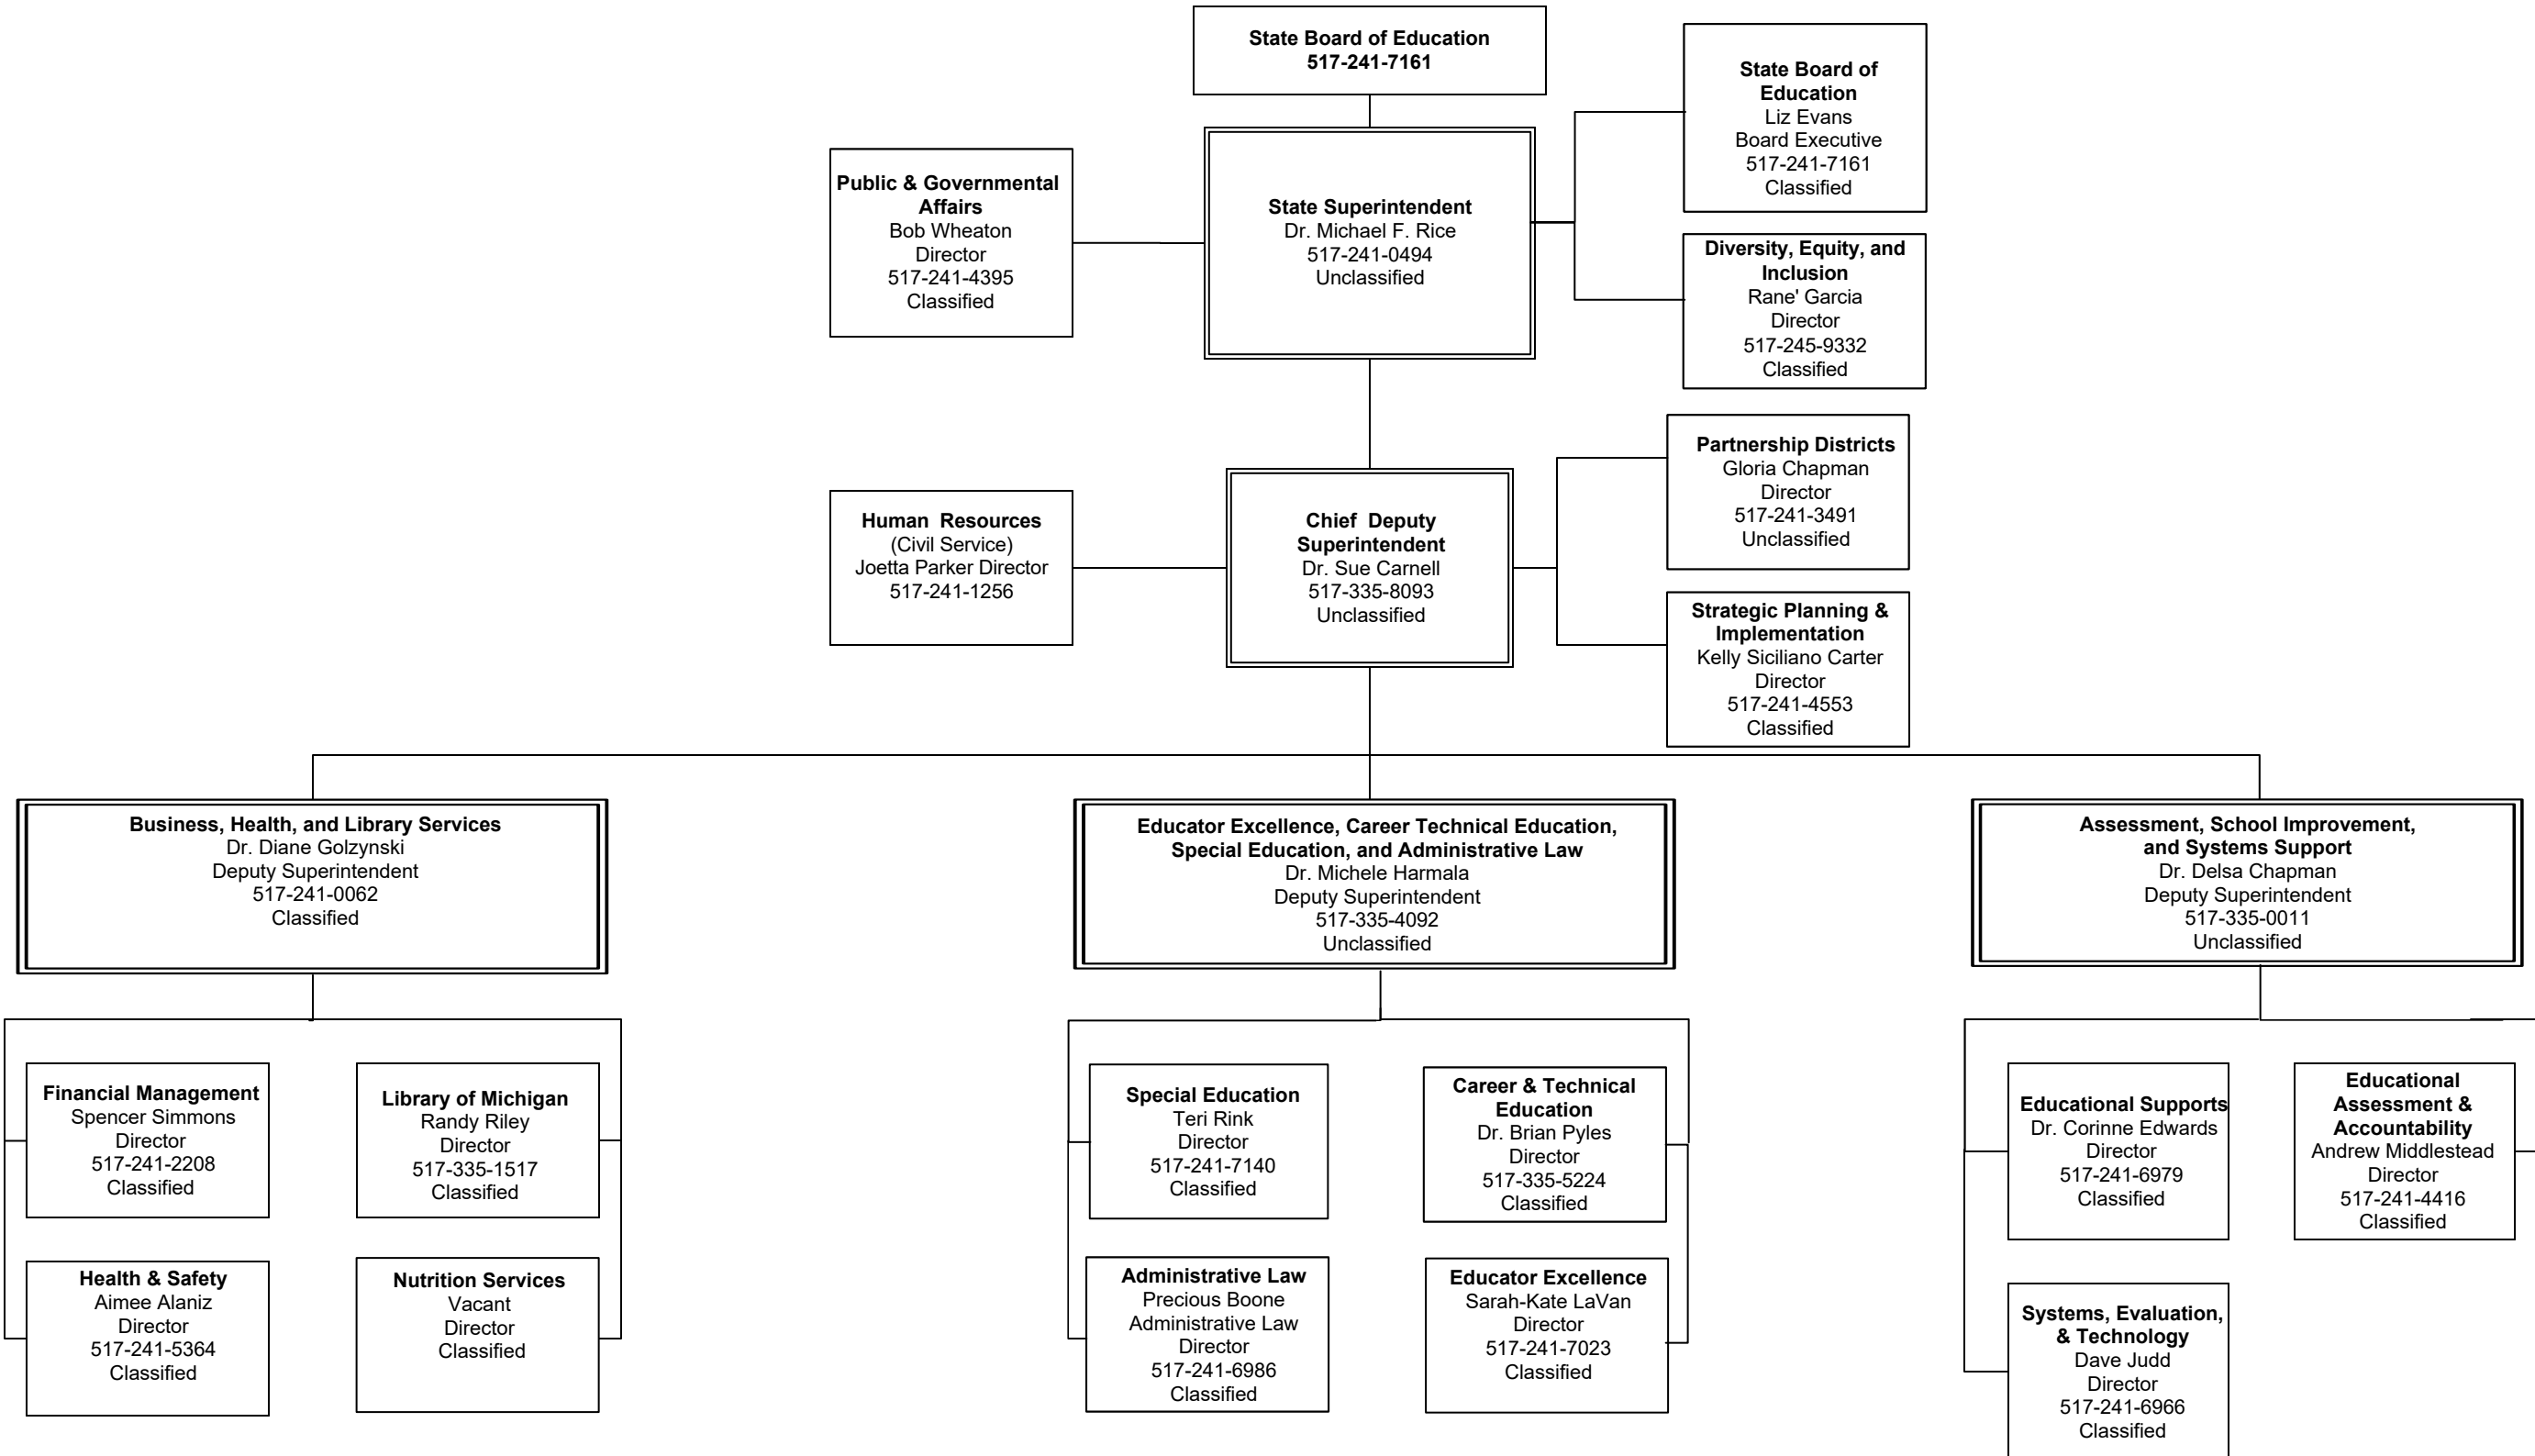 State Board of Education
517-241-7161
State Board of
Education
Liz Evans
Board Executive
517-241-7161
Classified
Public & Governmental
Affairs
Bob Wheaton
Director
517-241-4395
Classified
State Superintendent
Dr. Michael F. Rice
517-241-0494
Unclassified
Diversity, Equity, and
Inclusion
Rane' Garcia
Director
517-245-9332
Classified
Partnership Districts
Gloria Chapman
Director
517-241-3491
Unclassified
Human  Resources
(Civil Service)
Joetta Parker Director
517-241-1256
Chief  Deputy
Superintendent
Dr. Sue Carnell
517-335-8093
Unclassified
Strategic Planning &
Implementation
Kelly Siciliano Carter
Director
517-241-4553
Classified
Business, Health, and Library Services
Dr. Diane Golzynski
Deputy Superintendent
517-241-0062
Classified
Educator Excellence, Career Technical Education,
Special Education, and Administrative Law
Dr. Michele Harmala
Deputy Superintendent
517-335-4092
Unclassified
Assessment, School Improvement,
and Systems Support
Dr. Delsa Chapman
Deputy Superintendent
517-335-0011
Unclassified
Financial Management
Spencer Simmons
Director
517-241-2208
Classified
Library of Michigan
Randy Riley
Director
517-335-1517
Classified
Special Education
Teri Rink
Director
517-241-7140
Classified
Career & Technical
Education
Dr. Brian Pyles
Director
517-335-5224
Classified
Educational Supports
Dr. Corinne Edwards
Director
517-241-6979
Classified
Educational
Assessment &
Accountability
Andrew Middlestead
Director
517-241-4416
Classified
Health & Safety
Aimee Alaniz
Director
517-241-5364
Classified
Nutrition Services
Vacant
Director
Classified
Administrative Law
Precious Boone
Administrative Law
Director
517-241-6986
Classified
Educator Excellence
Sarah-Kate LaVan
Director
517-241-7023
Classified
Systems, Evaluation,
& Technology
Dave Judd
Director
517-241-6966
Classified